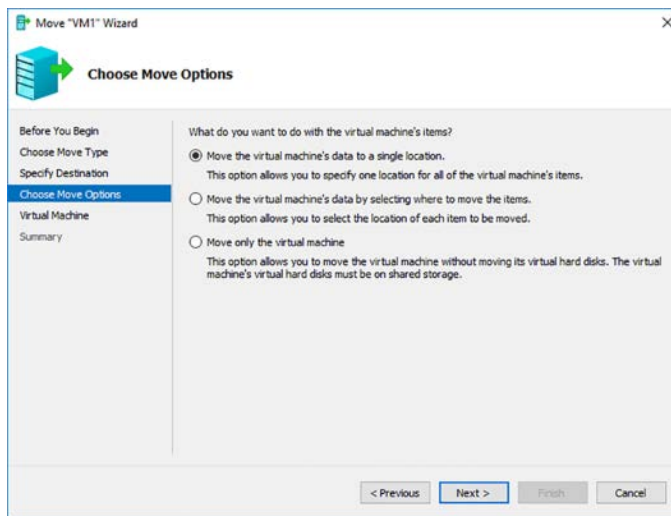 Move "VM1" Wizard
Choose Move Options
Before You Begin
Choose Move Type
Specify Destination
Choose Move Options
Virtual Machine
Summary
What do you want to do with the virtual machine's items?
Move the virtual machine's data to a single location.
This option allows you to specify one location for all of the virtual machine's items.
Move the virtual machine's data by selecting where to move the items.
This option allows you to select the location of each item to be moved.
Move only the virtual machine
This option allows you to move the virtual machine without moving its virtual hard disks. The virtual
machine's virtual hard disks must be on shared storage.
< Previous
Next >
Finish
Cancel